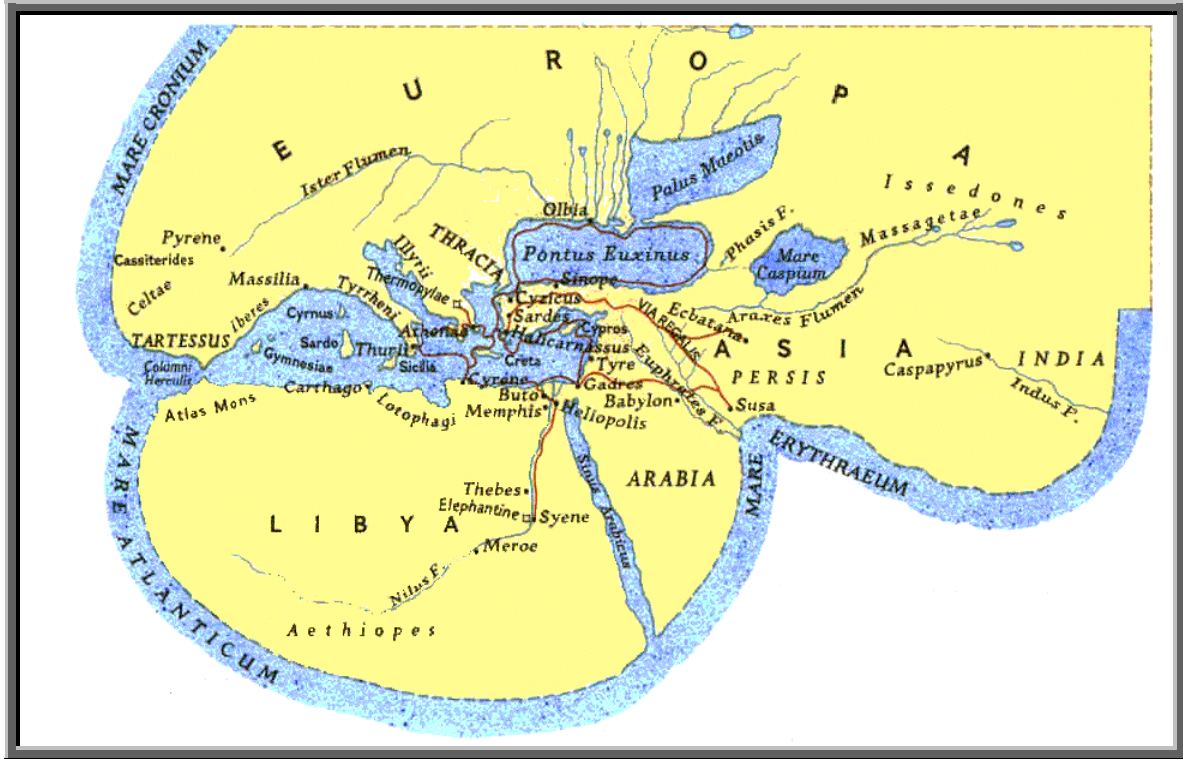 EUROPA
MARE CRONIUM
Ister Flumen
Palus Maeotis
Issedones
Massagetae
Olbia
Phasis F.
Pyrene
Cassiterides
THRACIA
Illyrii
Pontus Euxinus
Mare
Caspium
Massilia
Tyrrheni
Thermopylae
Sinope
Celtae
Iberes
Cyrnus
Cyzicus
Sardes
VIA REGALIS
Ecbatana
Araxes Flumen
TARTESSUS
Sardo
Thurii
Athenae
Halicarnassus
Cypros
ASIA
Caspapyrus
INDIA
Columni
Herculis
Gymnesiae
Sicilia
Creta
Tyre
Euphrates F.
PERSIS
Indus F.
Carthago
Cyrene
Gadres
Atlas Mons
Lotophagi
Buto
Memphis
Heliopolis
Babylon
Susa
MARE ERYTHRAEUM
MARE ATLANTICUM
Sinus Arabicus
ARABIA
Thebes
Elephantine
Syene
LIBYA
Meroe
Nilus F.
Aethiopes